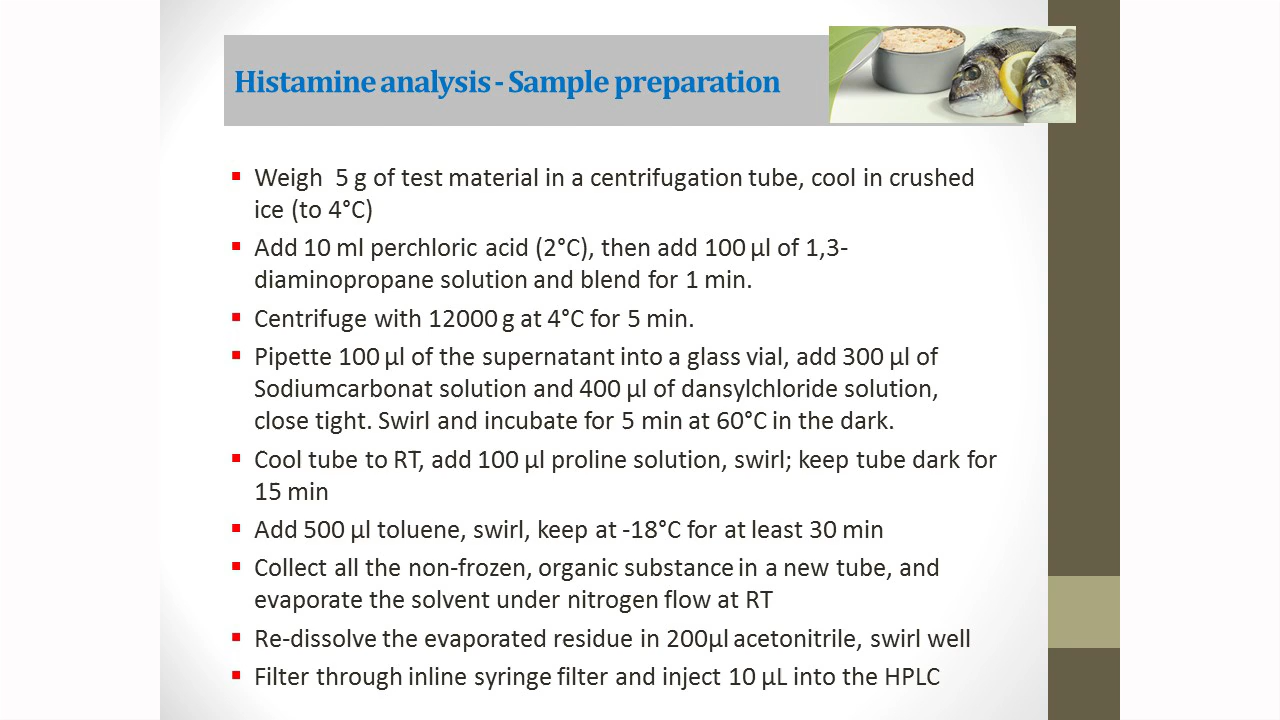 Histamine analysis - Sample preparation
▪ Weigh  5 g of test material in a centrifugation tube, cool in crushed
ice (to 4°C)
▪ Add 10 ml perchloric acid (2°C), then add 100 µl of 1,3-
diaminopropane solution and blend for 1 min.
▪ Centrifuge with 12000 g at 4°C for 5 min.
▪ Pipette 100 µl of the supernatant into a glass vial, add 300 µl of
Sodiumcarbonat solution and 400 µl of dansylchloride solution,
close tight. Swirl and incubate for 5 min at 60°C in the dark.
▪ Cool tube to RT, add 100 µl proline solution, swirl; keep tube dark for
15 min
▪ Add 500 µl toluene, swirl, keep at -18°C for at least 30 min
▪ Collect all the non-frozen, organic substance in a new tube, and
evaporate the solvent under nitrogen flow at RT
▪ Re-dissolve the evaporated residue in 200µl acetonitrile, swirl well
▪ Filter through inline syringe filter and inject 10 µL into the HPLC